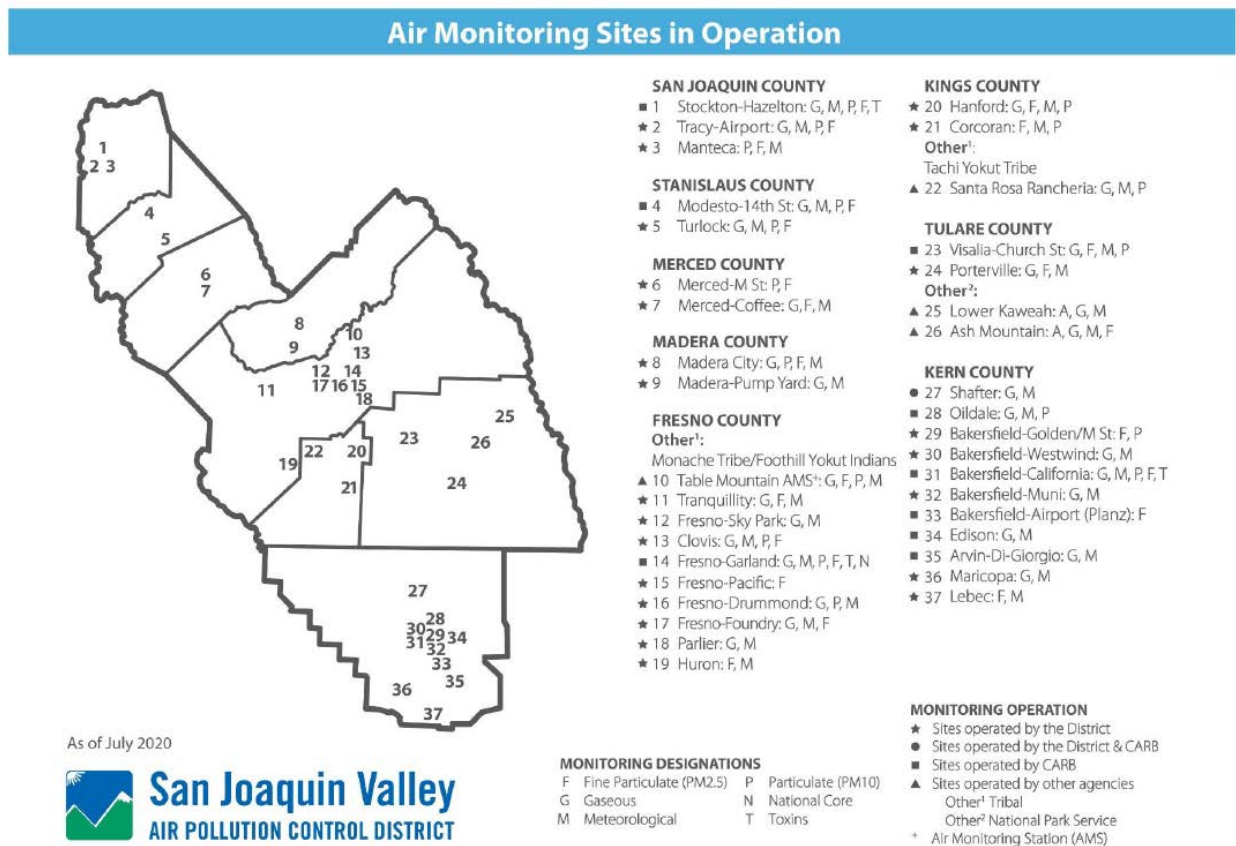 Air Monitoring Sites in Operation
1
2 3
4
5
6
7
8
9
10
13
12 14
11 17 16 15
18
25
23
26
22 20
19
24
21
27
28
30 29 34
31
32
33
35
36
37
As of July 2020
San Joaquin Valley
AIR POLLUTION CONTROL DISTRICT
SAN JOAQUIN COUNTY
■ 1 Stockton-Hazelton: G, M, P, F, T
★ 2 Tracy-Airport: G, M, P, F
★ 3 Manteca: P, F, M
STANISLAUS COUNTY
■ 4 Modesto-14th St: G, M, P, F
★ 5 Turlock: G, M, P, F
MERCED COUNTY
★ 6 Merced-M St: P, F
★ 7 Merced-Coffee: G, F, M
MADERA COUNTY
★ 8 Madera City: G, P, F, M
★ 9 Madera-Pump Yard: G, M
FRESNO COUNTY
Other¹:
Monache Tribe/Foothill Yokut Indians
▲ 10 Table Mountain AMS⁺: G, F, P, M
★ 11 Tranquillity: G, F, M
★ 12 Fresno-Sky Park: G, M
★ 13 Clovis: G, M, P, F
■ 14 Fresno-Garland: G, M, P, F, T, N
★ 15 Fresno-Pacific: F
★ 16 Fresno-Drummond: G, P, M
★ 17 Fresno-Foundry: G, M, F
★ 18 Parlier: G, M
★ 19 Huron: F, M
KINGS COUNTY
★ 20 Hanford: G, F, M, P
★ 21 Corcoran: F, M, P
Other¹:
Tachi Yokut Tribe
▲ 22 Santa Rosa Rancheria: G, M, P
TULARE COUNTY
■ 23 Visalia-Church St: G, F, M, P
★ 24 Porterville: G, F, M
Other²:
▲ 25 Lower Kaweah: A, G, M
▲ 26 Ash Mountain: A, G, M, F
KERN COUNTY
● 27 Shafter: G, M
■ 28 Oildale: G, M, P
★ 29 Bakersfield-Golden/M St: F, P
★ 30 Bakersfield-Westwind: G, M
■ 31 Bakersfield-California: G, M, P, F, T
★ 32 Bakersfield-Muni: G, M
■ 33 Bakersfield-Airport (Planz): F
■ 34 Edison: G, M
■ 35 Arvin-Di-Giorgio: G, M
★ 36 Maricopa: G, M
★ 37 Lebec: F, M
MONITORING DESIGNATIONS
F Fine Particulate (PM2.5) P Particulate (PM10)
G Gaseous N National Core
M Meteorological T Toxins
MONITORING OPERATION
★ Sites operated by the District
● Sites operated by the District & CARB
■ Sites operated by CARB
▲ Sites operated by other agencies
Other¹ Tribal
Other² National Park Service
⁺ Air Monitoring Station (AMS)